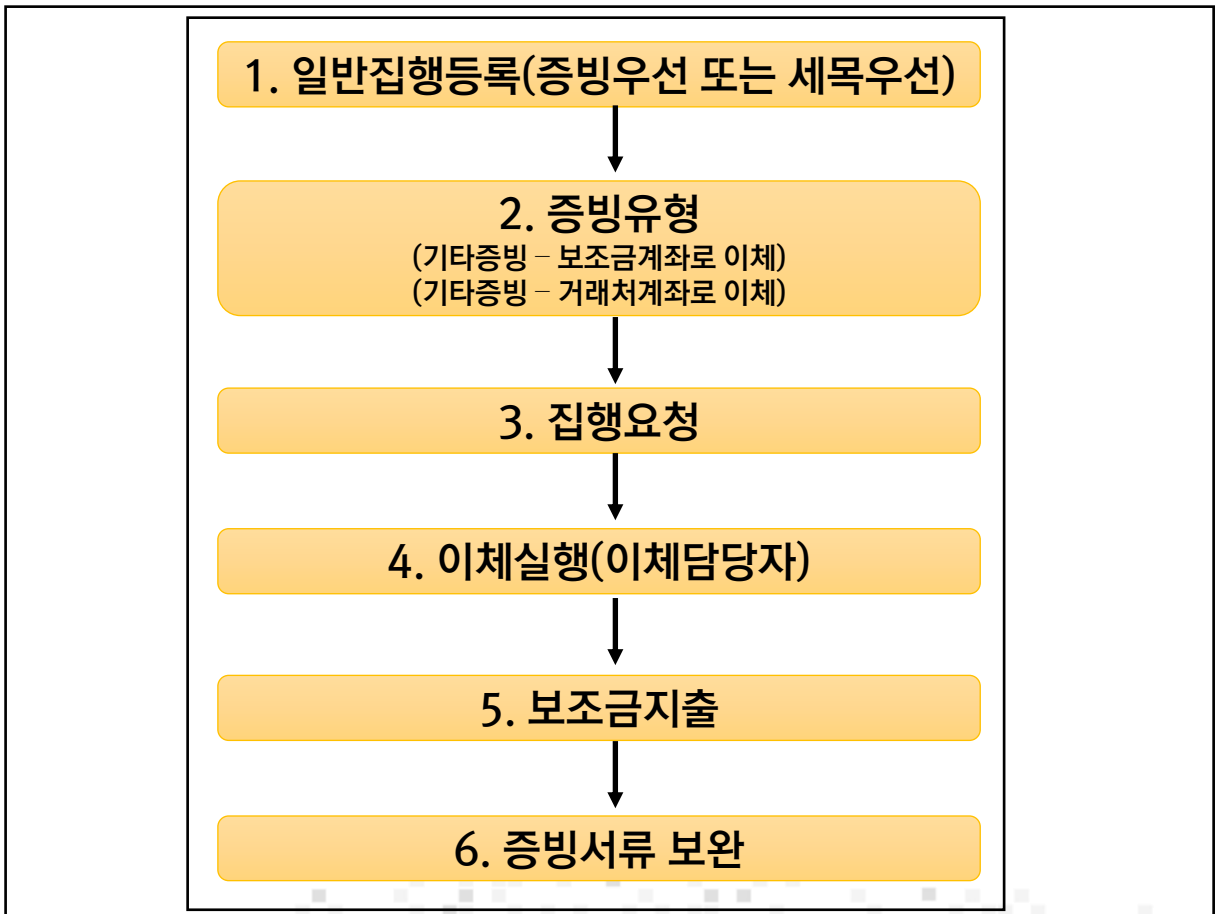 1. 일반집행등록(증빙우선 또는 세목우선)
2. 증빙유형
(기타증빙 – 보조금계좌로 이체)
(기타증빙 – 거래처계좌로 이체)
3. 집행요청
4. 이체실행(이체담당자)
5. 보조금지출
6. 증빙서류 보완